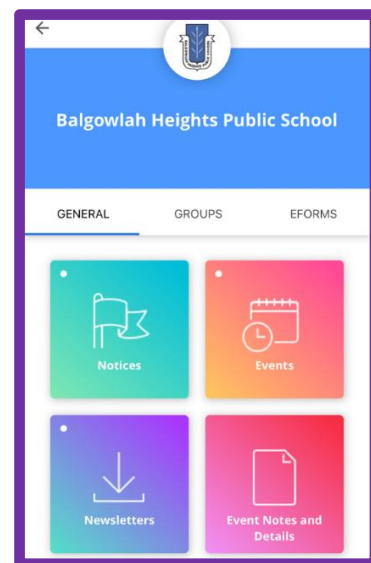 Balgowlah Heights Public School
GENERAL GROUPS EFORMS
Notices
Events
Newsletters
Event Notes and
Details